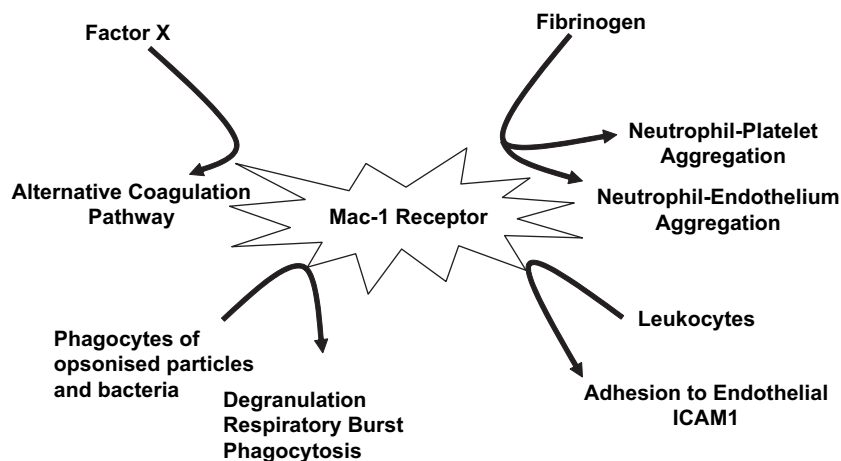 Factor X
Fibrinogen
Neutrophil-Platelet
Aggregation
Alternative Coagulation
Pathway
Neutrophil-Endothelium
Aggregation
Mac-1 Receptor
Phagocytes of
opsonised particles
and bacteria
Leukocytes
Degranulation
Respiratory Burst
Phagocytosis
Adhesion to Endothelial
ICAM1